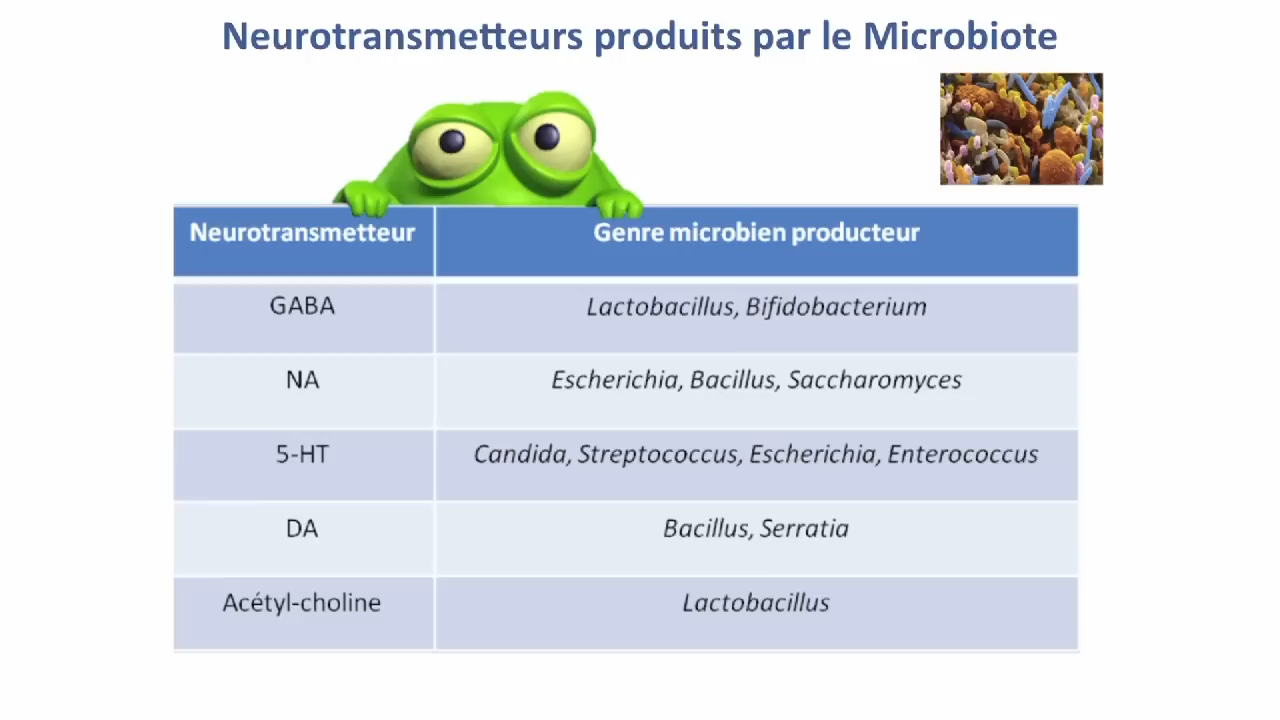 Neurotransmetteurs produits par le Microbiote
Neurotransmetteur Genre microbien producteur
GABA Lactobacillus, Bifidobacterium
NA Escherichia, Bacillus, Saccharomyces
5-HT Candida, Streptococcus, Escherichia, Enterococcus
DA Bacillus, Serratia
Acétyl-choline Lactobacillus